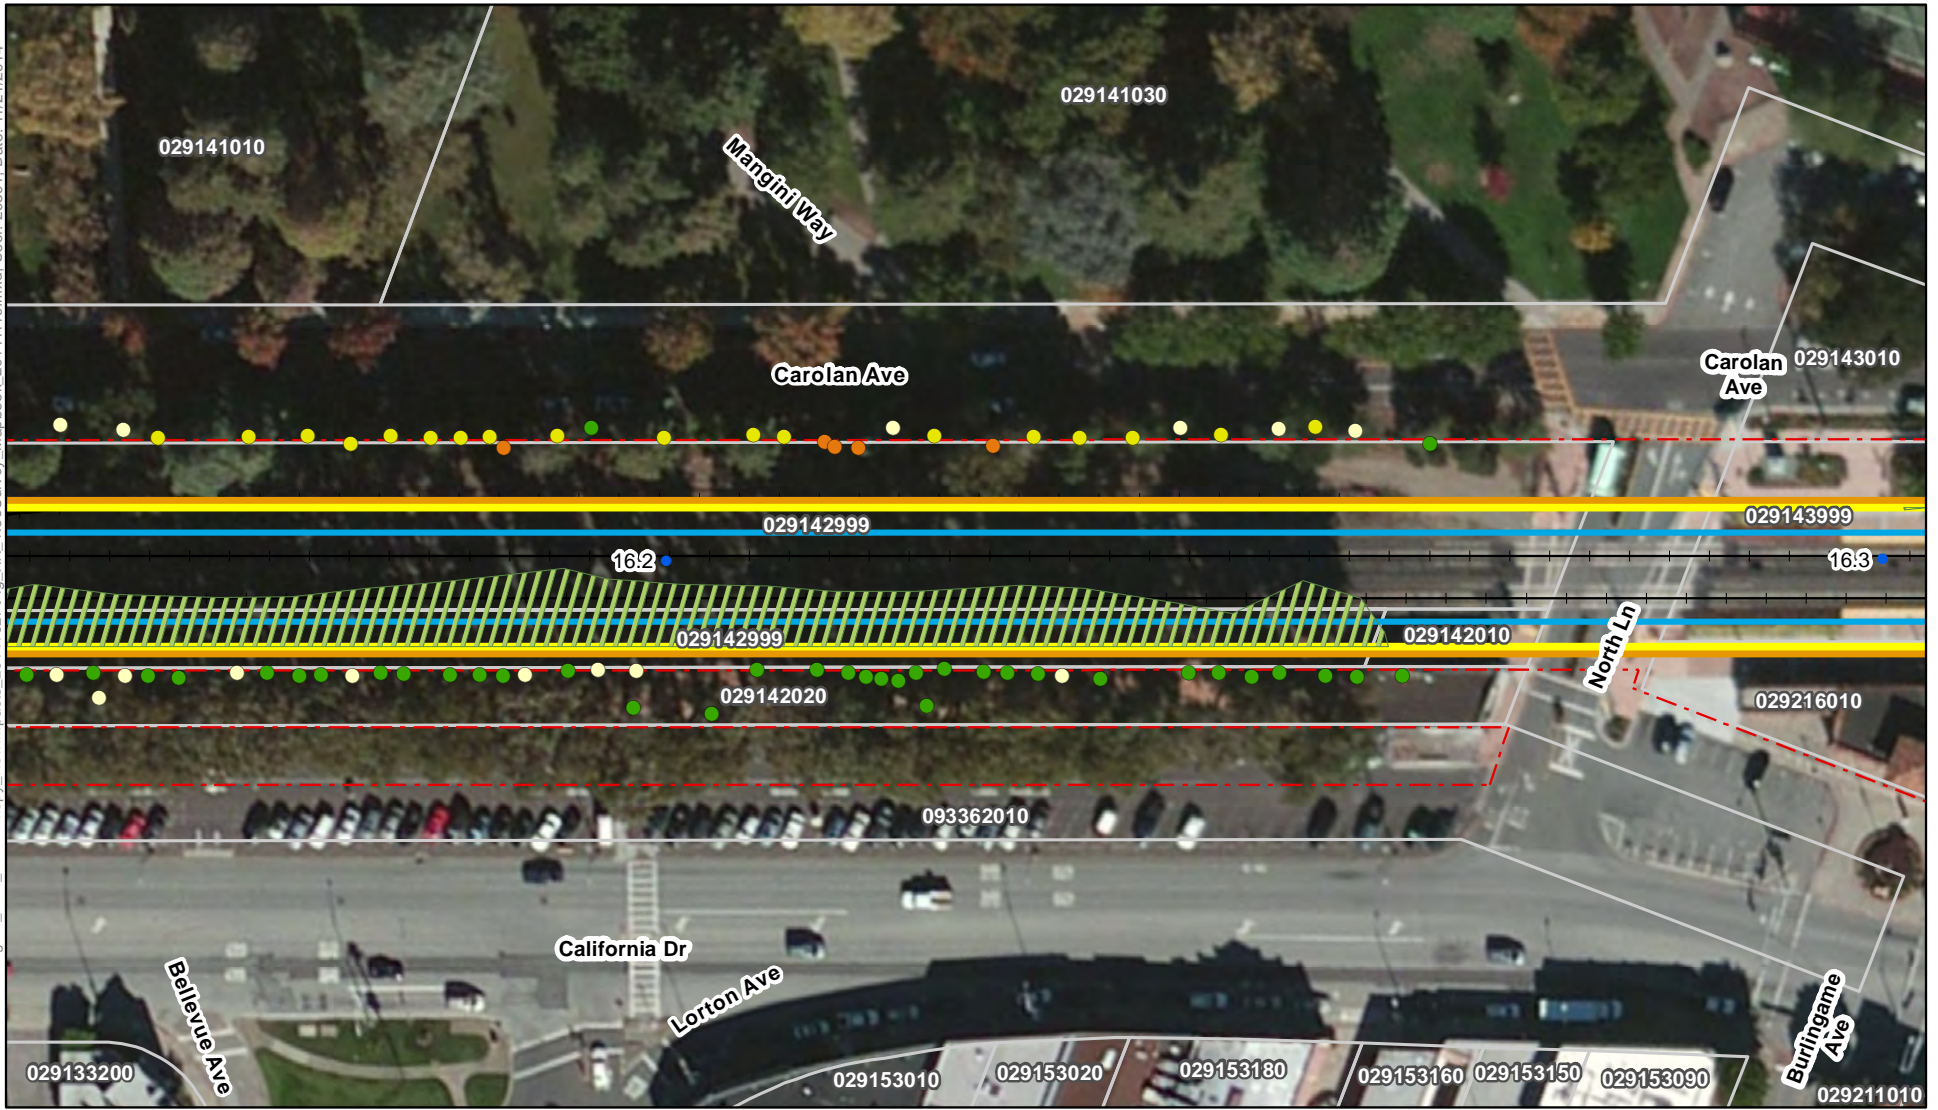 029141030
029141010
Mangini Way
Carolan Ave
Carolan
Ave
029143010
029142999
029143999
16.2
16.3
029142999
029142010
North Ln
029142020
029216010
093362010
California Dr
Bellevue Ave
Lorton Ave
Burlingame
Ave
029133200
029153010
029153020
029153180
029153160
029153150
029153090
029211010